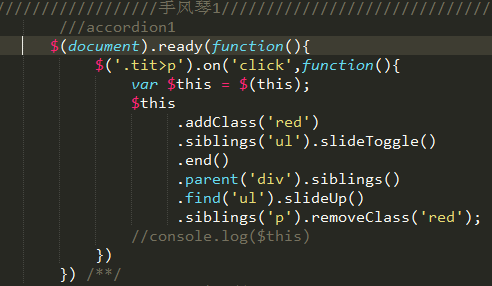 /////////////////手风琴1/////////////////////////////
///accordion1
$(document).ready(function(){
$('.tit>p').on('click',function(){
var $this = $(this);
$this
.addClass('red')
.siblings('ul').slideToggle()
.end()
.parent('div').siblings()
.find('ul').slideUp()
.siblings('p').removeClass('red');
//console.log($this)
})
}) /**/